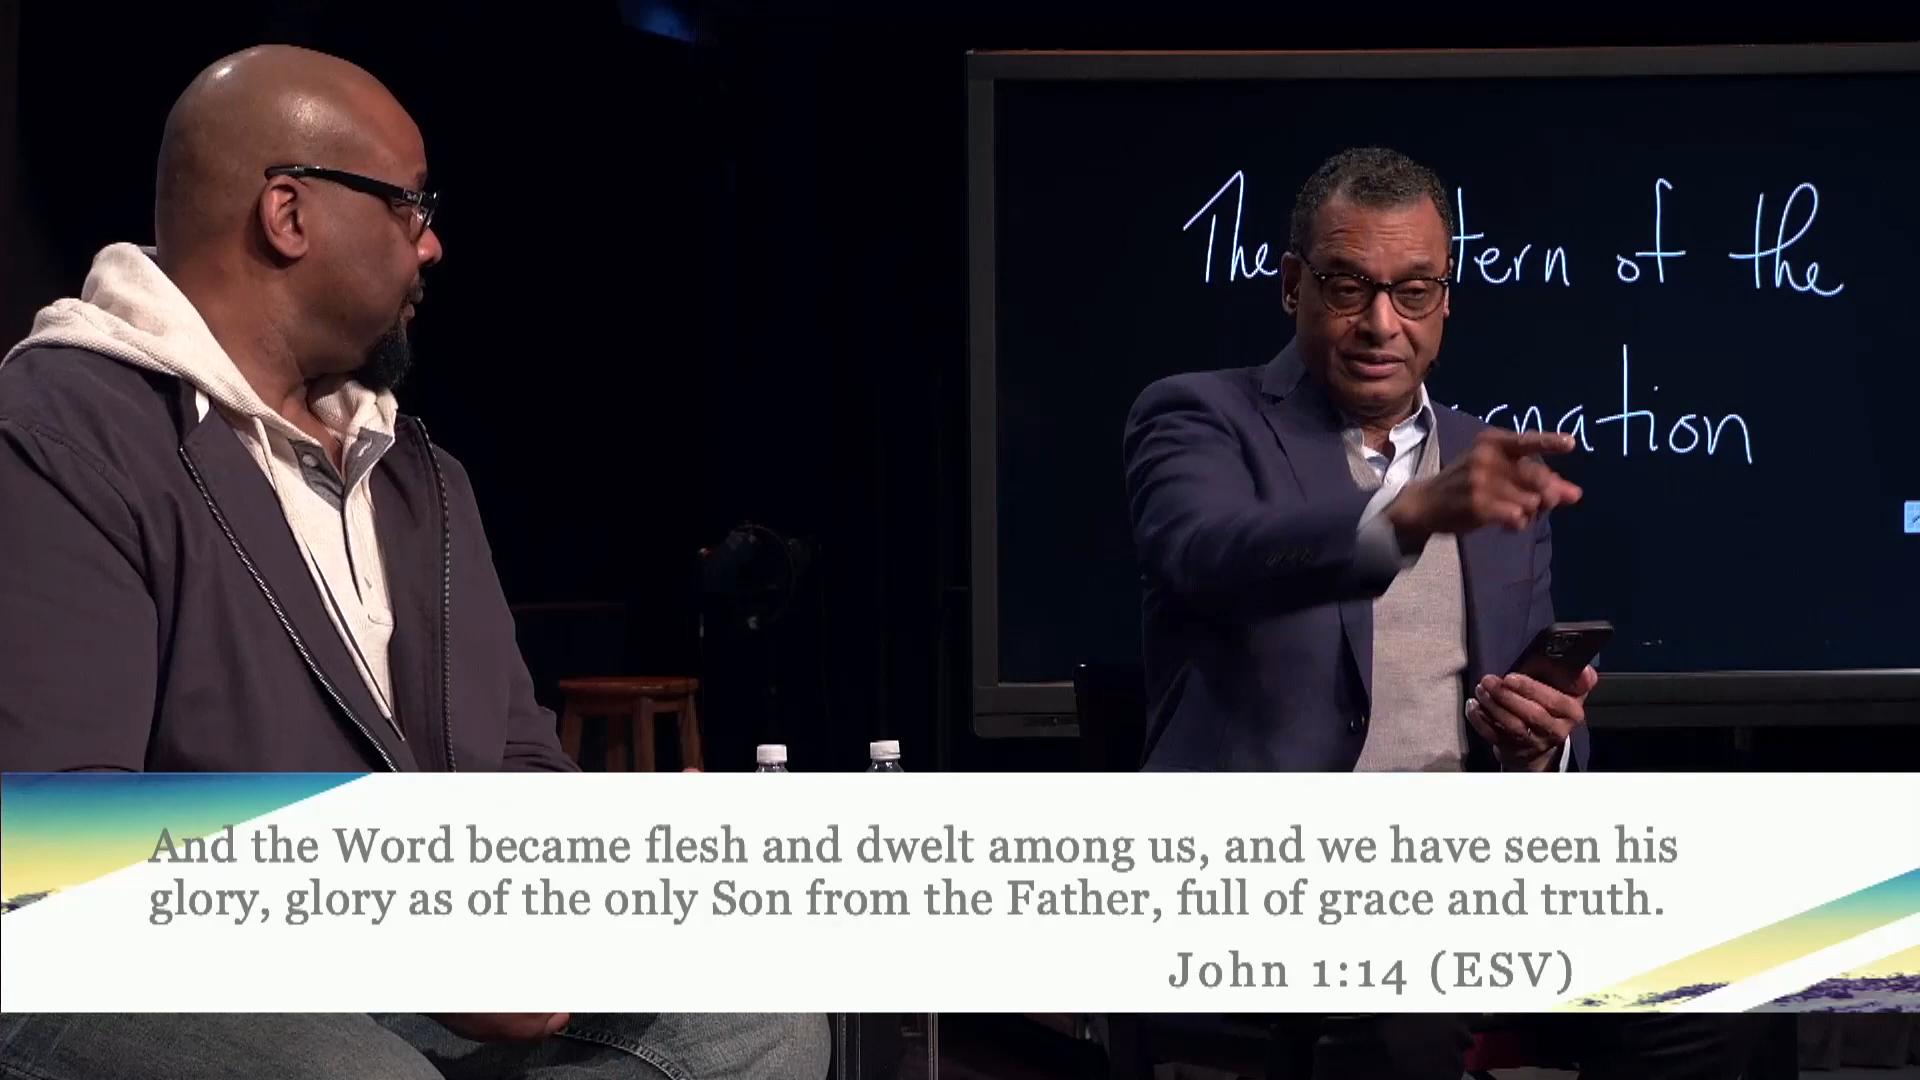 The tern of the
rnation
And the Word became flesh and dwelt among us, and we have seen his
glory, glory as of the only Son from the Father, full of grace and truth.
John 1:14 (ESV)